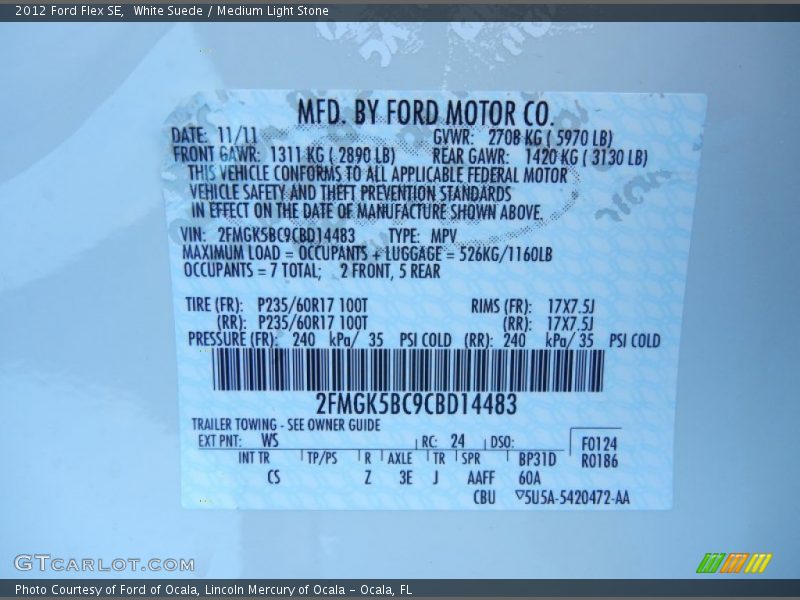 2012 Ford Flex SE,  White Suede / Medium Light Stone
MFD. BY FORD MOTOR CO.
DATE: 11/11 GVWR: 2708 KG ( 5970 LB)
FRONT GAWR: 1311 KG ( 2890 LB) REAR GAWR: 1420 KG ( 3130 LB)
THIS VEHICLE CONFORMS TO ALL APPLICABLE FEDERAL MOTOR
VEHICLE SAFETY AND THEFT PREVENTION STANDARDS
IN EFFECT ON THE DATE OF MANUFACTURE SHOWN ABOVE.
VIN: 2FMGK5BC9CBD14483 TYPE: MPV
MAXIMUM LOAD = OCCUPANTS + LUGGAGE = 526KG/1160LB
OCCUPANTS = 7 TOTAL; 2 FRONT, 5 REAR
TIRE (FR): P235/60R17 100T RIMS (FR): 17X7.5J
(RR): P235/60R17 100T (RR): 17X7.5J
PRESSURE (FR): 240 kPa/ 35 PSI COLD (RR): 240 kPa/ 35 PSI COLD
2FMGK5BC9CBD14483
TRAILER TOWING - SEE OWNER GUIDE
EXT PNT: WS RC: 24 DSO: F0124
INT TR TP/PS R AXLE TR SPR BP31D R0186
CS Z 3E J AAFF 60A
CBU 5U5A-5420472-AA
GTCARLOT.COM
Photo Courtesy of Ford of Ocala, Lincoln Mercury of Ocala – Ocala, FL